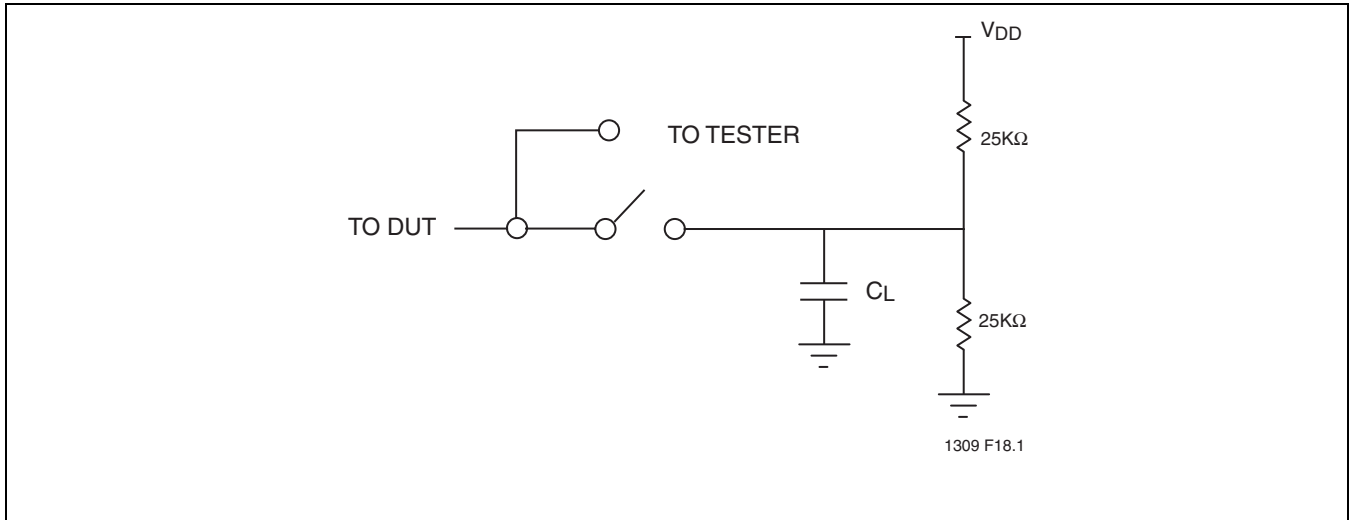 VDD
25KΩ
TO TESTER
TO DUT
CL
25KΩ
1309 F18.1